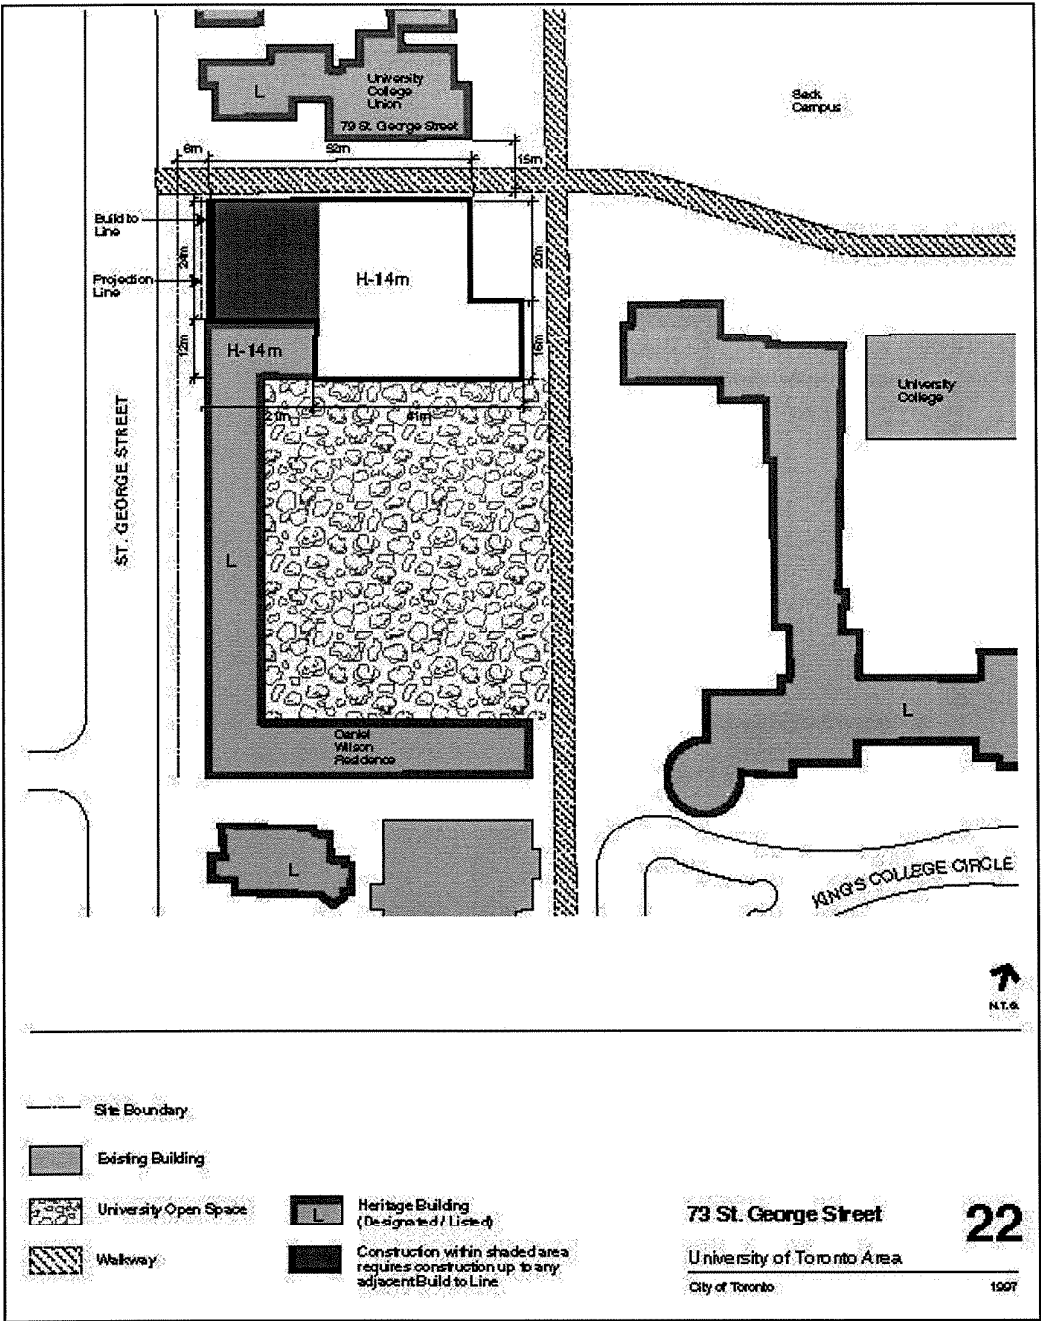 University
College
Union
L
79 St. George Street
Back
Campus
6m
52m
15m
Build to
Line
24m
Projection
Line
H-14m
20m
12m
H-14m
16m
University
College
21m
41m
ST. GEORGE STREET
L
L
Daniel
Wilson
Residence
L
KING'S COLLEGE CIRCLE
N.T.S.
Site Boundary
Existing Building
University Open Space
Walkway
L
Heritage Building
(Designated / Listed)
Construction within shaded area
requires construction up to any
adjacent Build to Line
73 St. George Street
22
University of Toronto Area
City of Toronto
1997